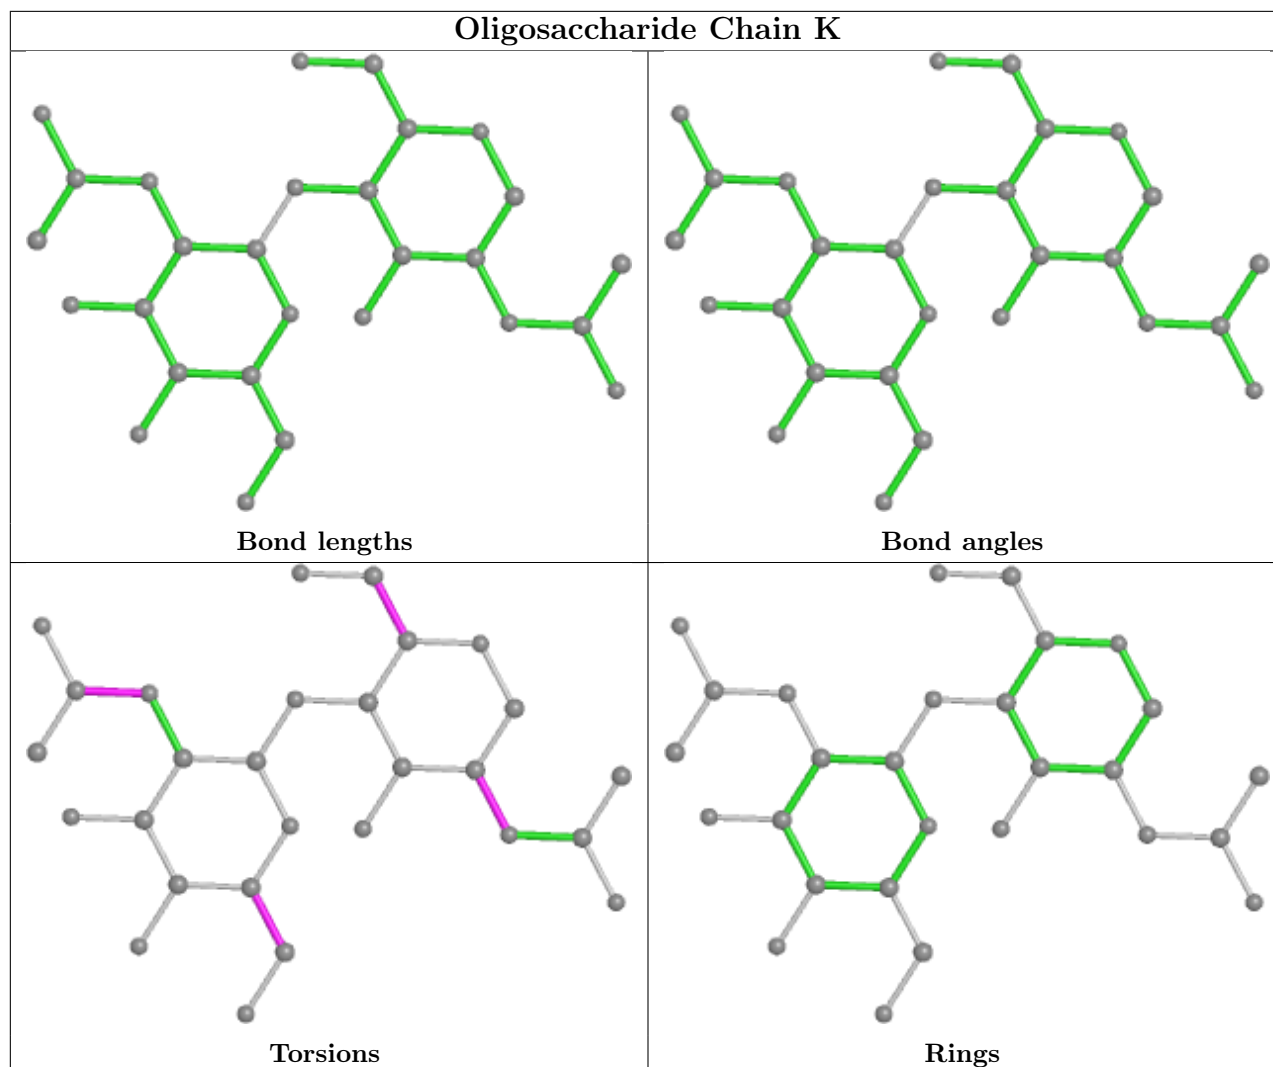 Oligosaccharide Chain K
Bond lengths
Bond angles
Torsions
Rings